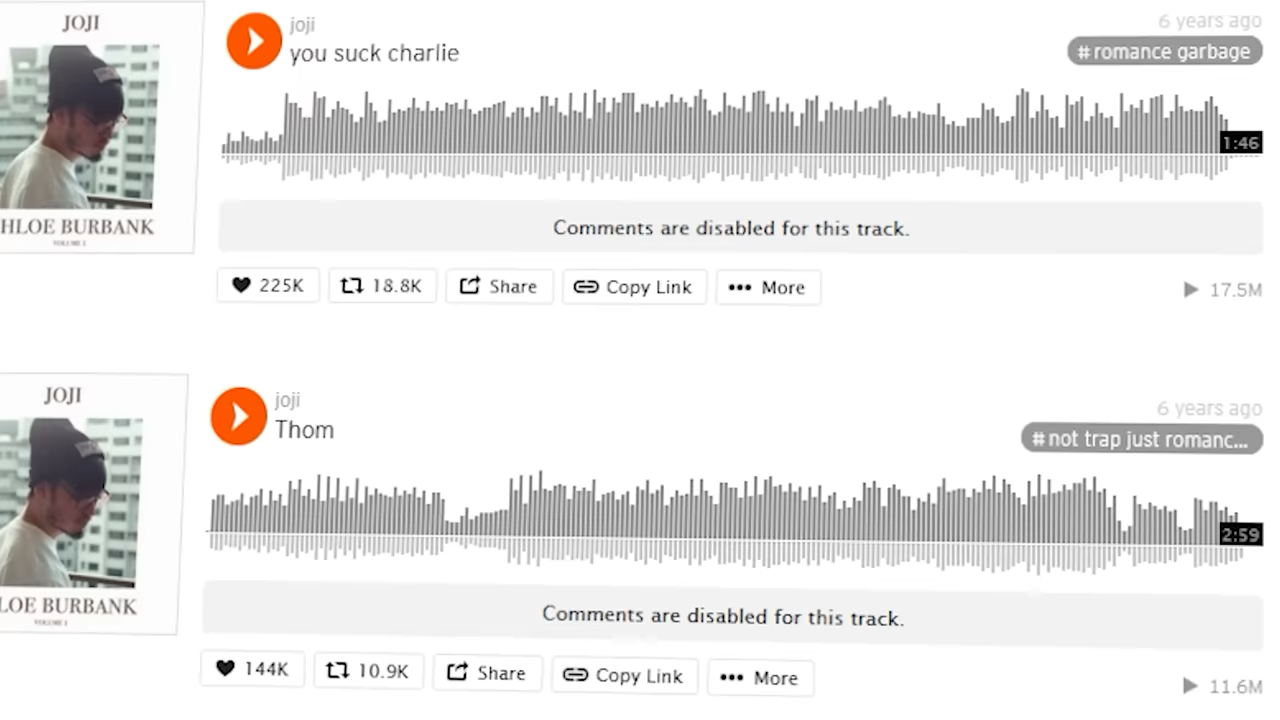 JOJI
HLOE BURBANK
VOLUME I
joji
you suck charlie
6 years ago
# romance garbage
1:46
Comments are disabled for this track.
225K
18.8K
Share
Copy Link
More
17.5M
JOJI
LOE BURBANK
VOLUME I
joji
Thom
6 years ago
# not trap just romanc...
2:59
Comments are disabled for this track.
144K
10.9K
Share
Copy Link
More
11.6M